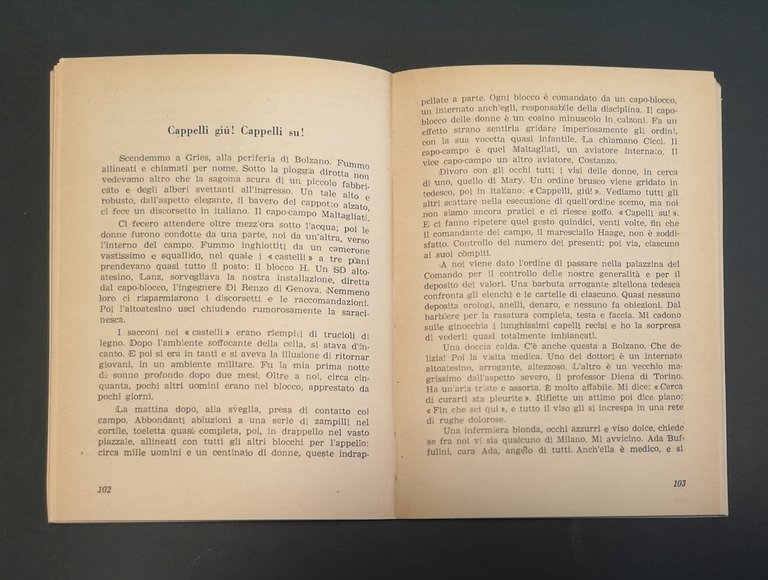 Cappelli giú! Cappelli su!
Scendemmo a Gries, alla periferia di Bolzano. Fummo
allineati e chiamati per nome. Sotto la pioggia dirotta non
vedevamo altro che la sagoma scura di un piccolo fabbri-
cato e degli alberi svettanti all'ingresso. Un tale alto e
robusto, dall'aspetto elegante, il bavero del cappotto alzato,
ci fece un discorsetto in italiano. Il capo-campo Maltagliati.
Ci fecero attendere oltre mezz'ora sotto l'acqua; poi le
donne furono condotte da una parte, noi da un'altra, verso
l'interno del campo. Fummo inghiottiti da un camerone
vastissimo e squallido, nel quale i «castelli» a tre piani
prendevano quasi tutto il posto: il blocco H. Un SD alto-
atesino, Lanz, sorvegliava la nostra installazione, diretta
dal capo-blocco, l'ingegnere Di Renzo di Genova. Nemmeno
loro ci risparmiarono i discorsetti e le raccomandazioni.
Poi l'altoatesino uscí chiudendo rumorosamente la saraci-
nesca.
I sacconi nei «castelli» erano riempiti di trucioli di
legno. Dopo l'ambiente soffocante della cella, si stava d'in-
canto. E poi si era in tanti e si aveva la illusione di ritornar
giovani, in un ambiente militare. Fu la mia prima notte
di sonno profondo dopo due mesi. Oltre a noi, circa cin-
quanta, pochi altri uomini erano nel blocco, apprestato da
pochi giorni.
La mattina dopo, alla sveglia, presa di contatto col
campo. Abbondanti abluzioni a una serie di zampilli nel
cortile, toeletta quasi completa, poi, in drappello nel vasto
piazzale, allineati con tutti gli altri blocchi per l'appello:
circa mille uomini e un centinajo di donne, queste indrap-
102
pellate a parte. Ogni blocco è comandato da un capo-blocco,
un internato anch'egli, responsabile della disciplina. Il capo-
blocco delle donne è un cosino minuscolo in calzoni. Fa un
effetto strano sentirla gridare imperiosamente gli ordini,
con la sua vocetta quasi infantile. La chiamano Cicci. Il
capo-campo è quel Maltagliati, un aviatore internato. Il
vice capo-campo un altro aviatore, Costanzo.
Divoro con gli occhi tutti i visi delle donne, in cerca
di uno, quello di Mary. Un ordine brusco viene gridato in
tedesco, poi in italiano: «Cappelli, giú!». Vediamo tutti gli
altri scattare nella esecuzione di quell'ordine scemo, ma noi
non siamo ancora pratici e ci riesce goffo. «Capelli su!».
E ci fanno ripetere quel gesto quindici, venti volte, fin che
il comandante del campo, il maresciallo Haage, non è soddi-
sfatto. Controllo del numero dei presenti: poi via, ciascuno
ai suoi còmpiti.
A noi viene dato l'ordine di passare nella palazzina del
Comando per il controllo delle nostre generalità e per il
deposito dei valori. Una barbuta arrogante zitellona tedesca
confronta gli elenchi e le cartelle di ciascuno. Quasi nessuno
deposita orologi, anelli, denaro, e nessuno fa obiezioni. Dal
barbiere per la rasatura completa, testa e faccia. Mi cadono
sulle ginocchia i lunghissimi capelli recisi e ho la sorpresa
di vederli quasi totalmente imbiancati.
Una doccia calda. C'è anche questa a Bolzano. Che de-
lizia! Poi la visita medica. Uno dei dottori è un internato
altoatesino, arrogante, altezzoso. L'altro è un vecchio ma-
grissimo dall'aspetto severo, il professor Diena di Torino.
Ha un'aria triste e assorta. È molto affabile. Mi dice: «Cerca
di curarti sta pleurite». Riflette un attimo poi dice piano:
«Fin che sei qui», e tutto il viso gli si increspa in una rete
di rughe dolorose.
Una infermiera bionda, occhi azzurri e viso dolce, chiede
se fra noi vi sia qualcuno di Milano. Mi avvicino. Ada Buf-
fulini, cara Ada, angelo di tutti. Anch'ella è medico, e si
103